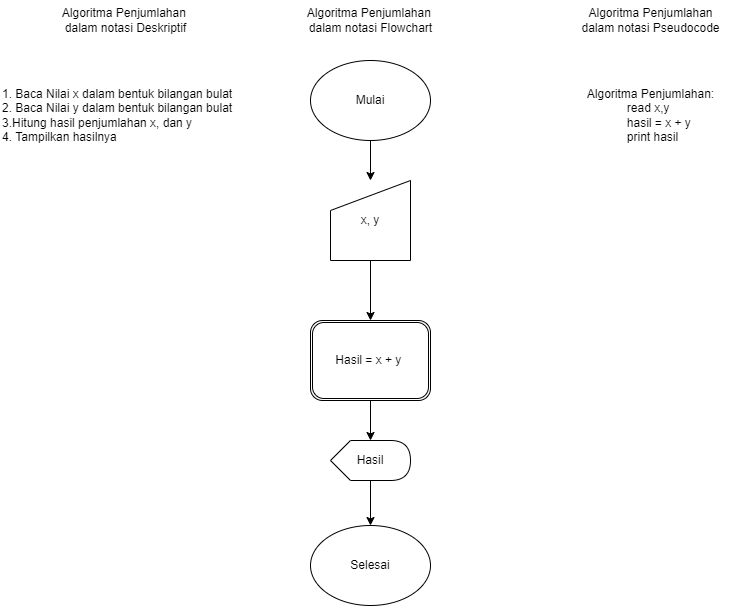 Algoritma Penjumlahan
dalam notasi Deskriptif
1. Baca Nilai x dalam bentuk bilangan bulat
2. Baca Nilai y dalam bentuk bilangan bulat
3.Hitung hasil penjumlahan x, dan y
4. Tampilkan hasilnya
Algoritma Penjumlahan
dalam notasi Flowchart
Mulai
x, y
Hasil = x + y
Hasil
Selesai
Algoritma Penjumlahan
dalam notasi Pseudocode
Algoritma Penjumlahan:
read x,y
hasil = x + y
print hasil